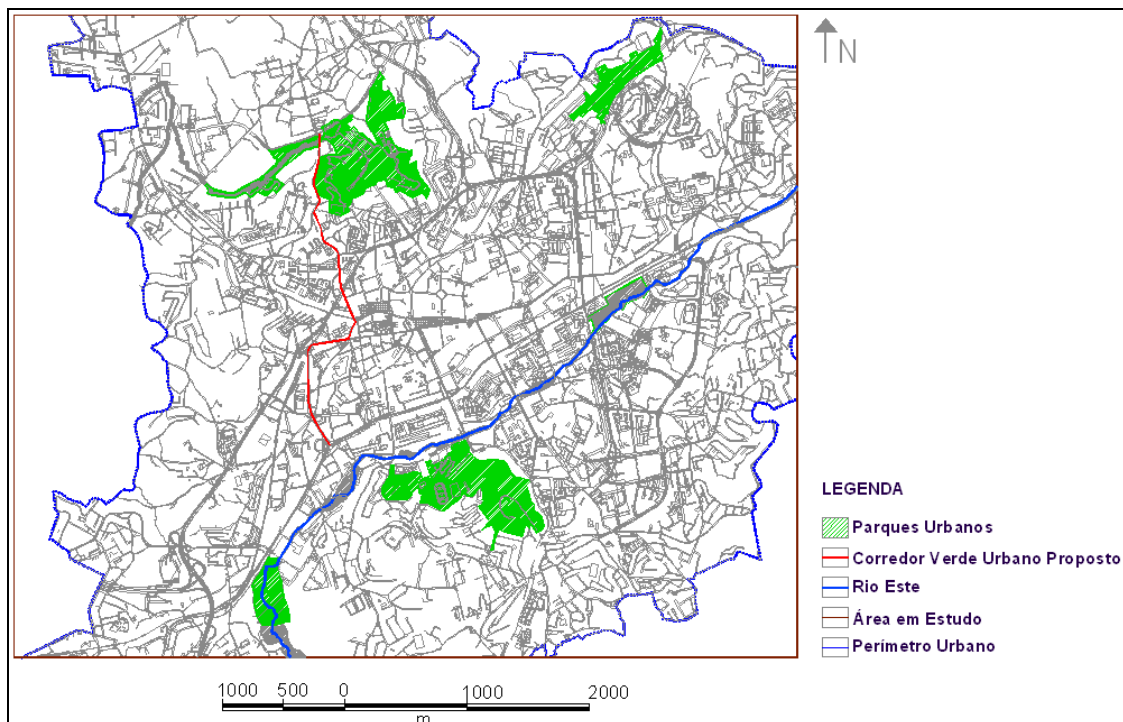 N
LEGENDA
Parques Urbanos
Corredor Verde Urbano Proposto
Rio Este
Área em Estudo
Perímetro Urbano
1000 500 0 1000 2000
m